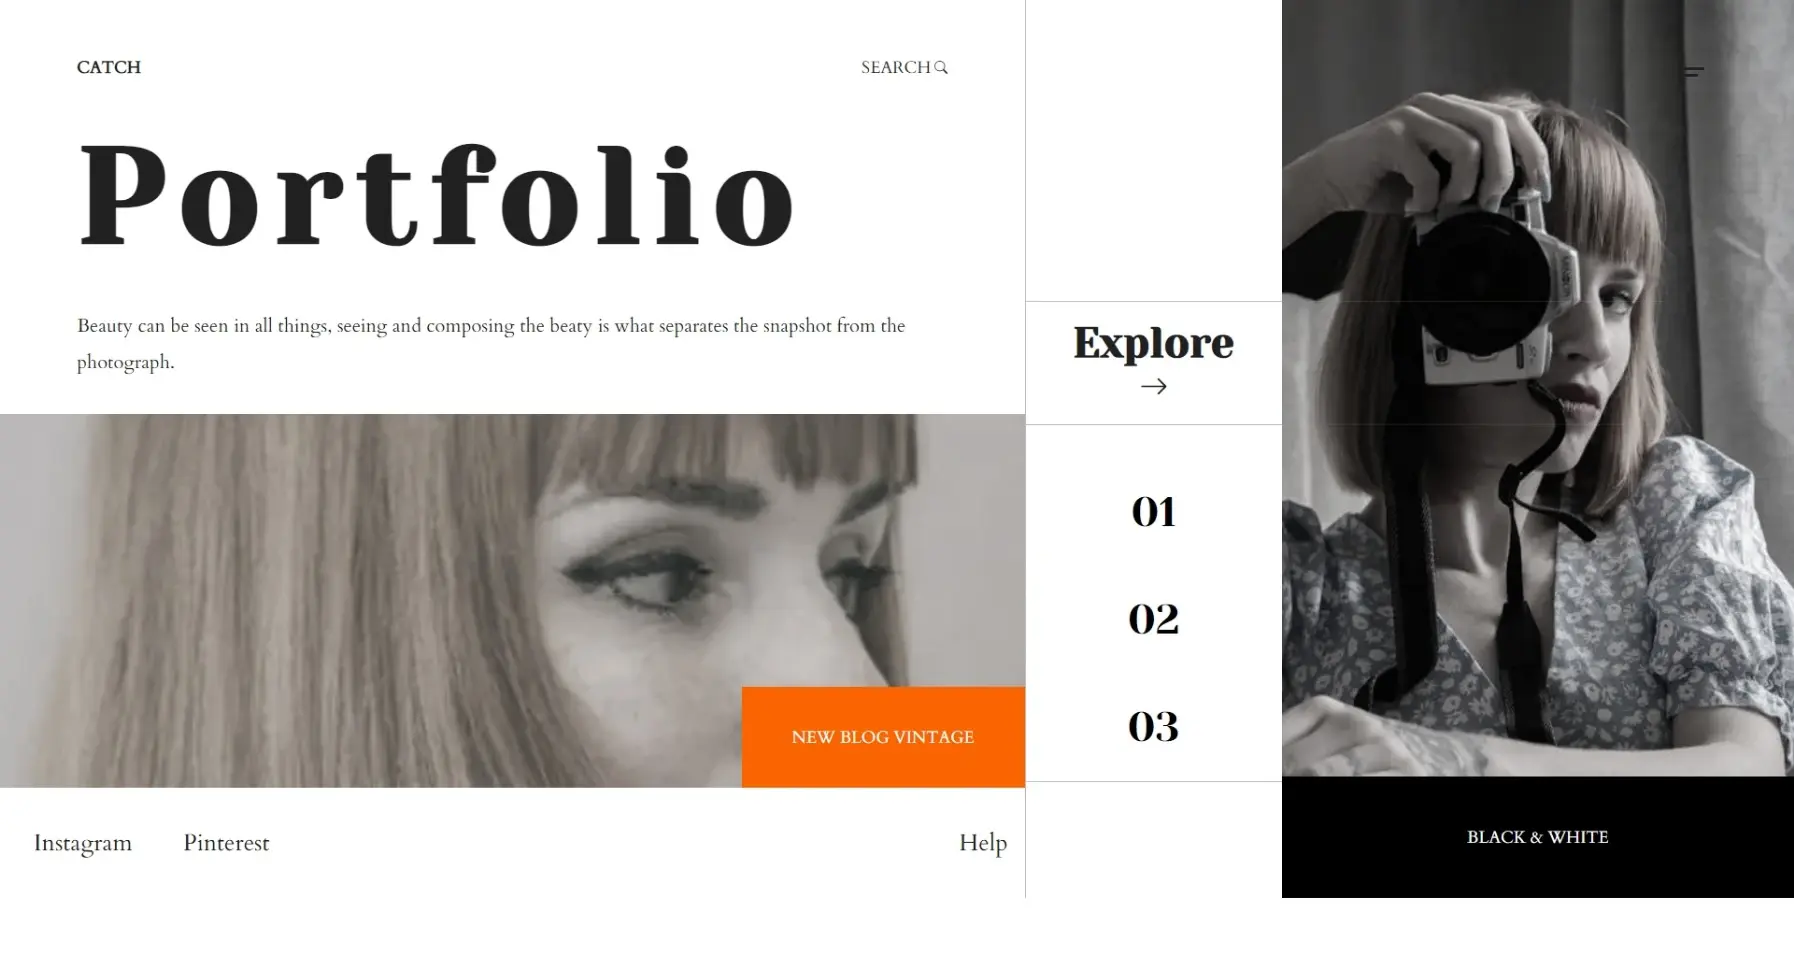 CATCH
SEARCH
Portfolio
Beauty can be seen in all things, seeing and composing the beaty is what separates the snapshot from the
photograph.
NEW BLOG VINTAGE
Instagram
Pinterest
Help
Explore
01
02
03
BLACK & WHITE